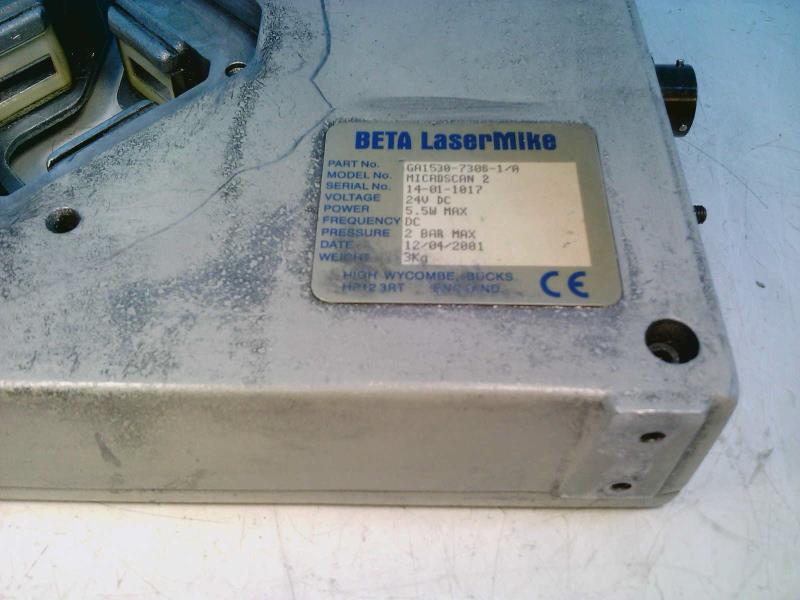 BETA LaserMike
PART No. GA1530-7306-1/A
MODEL No. MICROSCAN 2
SERIAL No. 14-01-1017
VOLTAGE 24V DC
POWER 5.5W MAX
FREQUENCY DC
PRESSURE 2 BAR MAX
DATE 12/04/2001
WEIGHT 3Kg
HIGH WYCOMBE, BUCKS
HP12 3RT ENGLAND CE